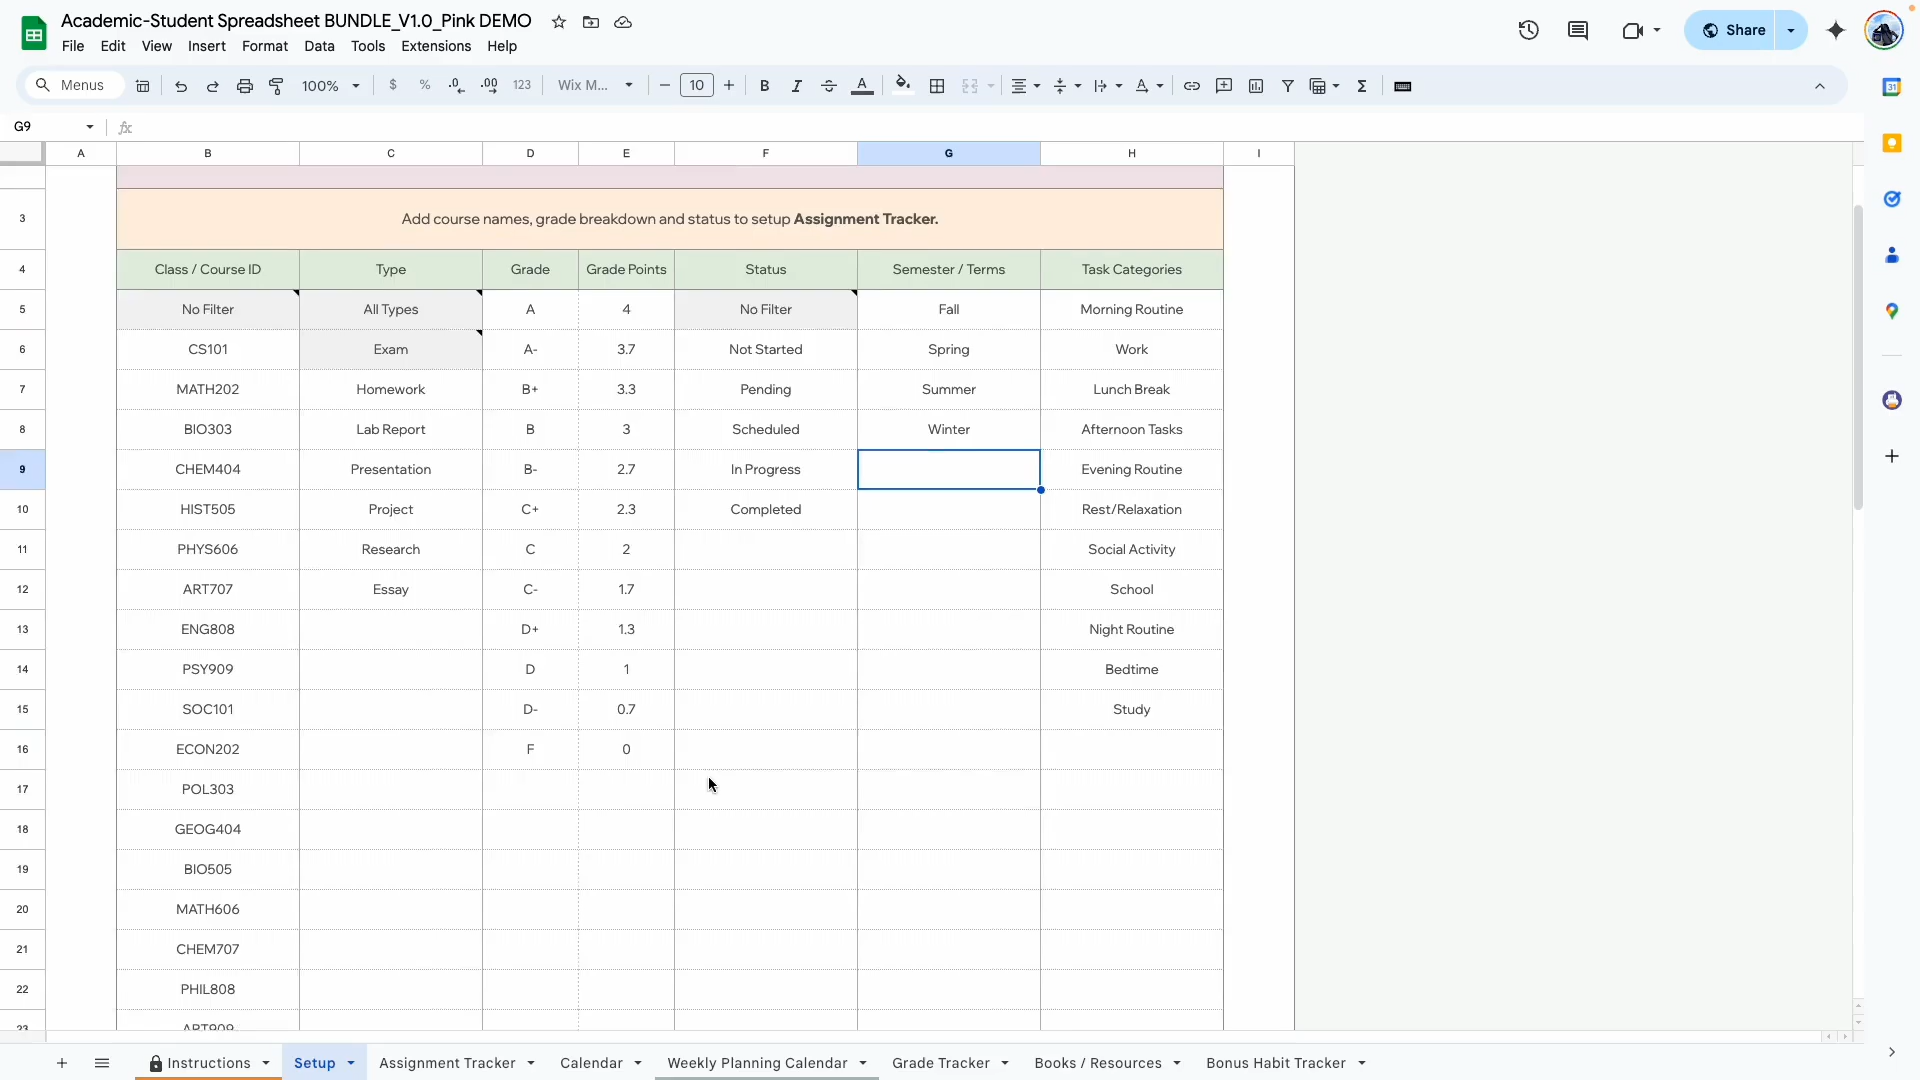 Academic-Student Spreadsheet BUNDLE_V1.0_Pink DEMO
File Edit View Insert Format Data Tools Extensions Help
Share
Menus 100% $ % .0 .00 123 Wix M... 10 B I A
G9 fx
A B C D E F G H I
3 Add course names, grade breakdown and status to setup Assignment Tracker.
4 Class / Course ID Type Grade Grade Points Status Semester / Terms Task Categories
5 No Filter All Types A 4 No Filter Fall Morning Routine
6 CS101 Exam A- 3.7 Not Started Spring Work
7 MATH202 Homework B+ 3.3 Pending Summer Lunch Break
8 BIO303 Lab Report B 3 Scheduled Winter Afternoon Tasks
9 CHEM404 Presentation B- 2.7 In Progress Evening Routine
10 HIST505 Project C+ 2.3 Completed Rest/Relaxation
11 PHYS606 Research C 2 Social Activity
12 ART707 Essay C- 1.7 School
13 ENG808 D+ 1.3 Night Routine
14 PSY909 D 1 Bedtime
15 SOC101 D- 0.7 Study
16 ECON202 F 0
17 POL303
18 GEOG404
19 BIO505
20 MATH606
21 CHEM707
22 PHIL808
23 ART909
Instructions Setup Assignment Tracker Calendar Weekly Planning Calendar Grade Tracker Books / Resources Bonus Habit Tracker